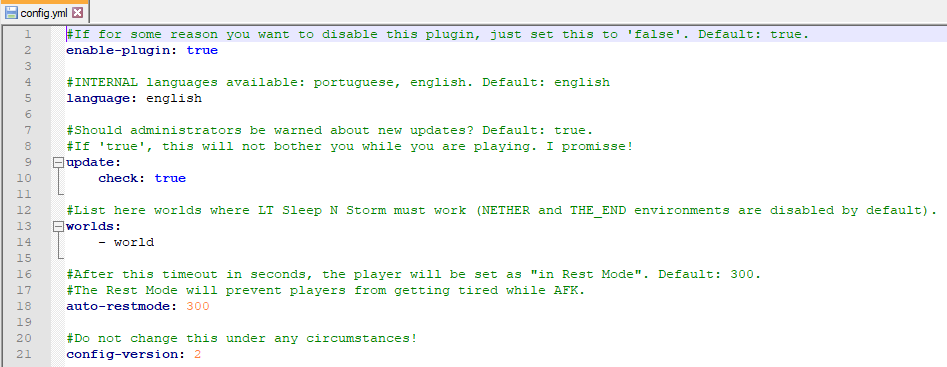 config.yml
1 #If for some reason you want to disable this plugin, just set this to 'false'. Default: true.
2 enable-plugin: true
3
4 #INTERNAL languages available: portuguese, english. Default: english
5 language: english
6
7 #Should administrators be warned about new updates? Default: true.
8 #If 'true', this will not bother you while you are playing. I promisse!
9 update:
10     check: true
11
12 #List here worlds where LT Sleep N Storm must work (NETHER and THE_END environments are disabled by default).
13 worlds:
14     - world
15
16 #After this timeout in seconds, the player will be set as "in Rest Mode". Default: 300.
17 #The Rest Mode will prevent players from getting tired while AFK.
18 auto-restmode: 300
19
20 #Do not change this under any circumstances!
21 config-version: 2